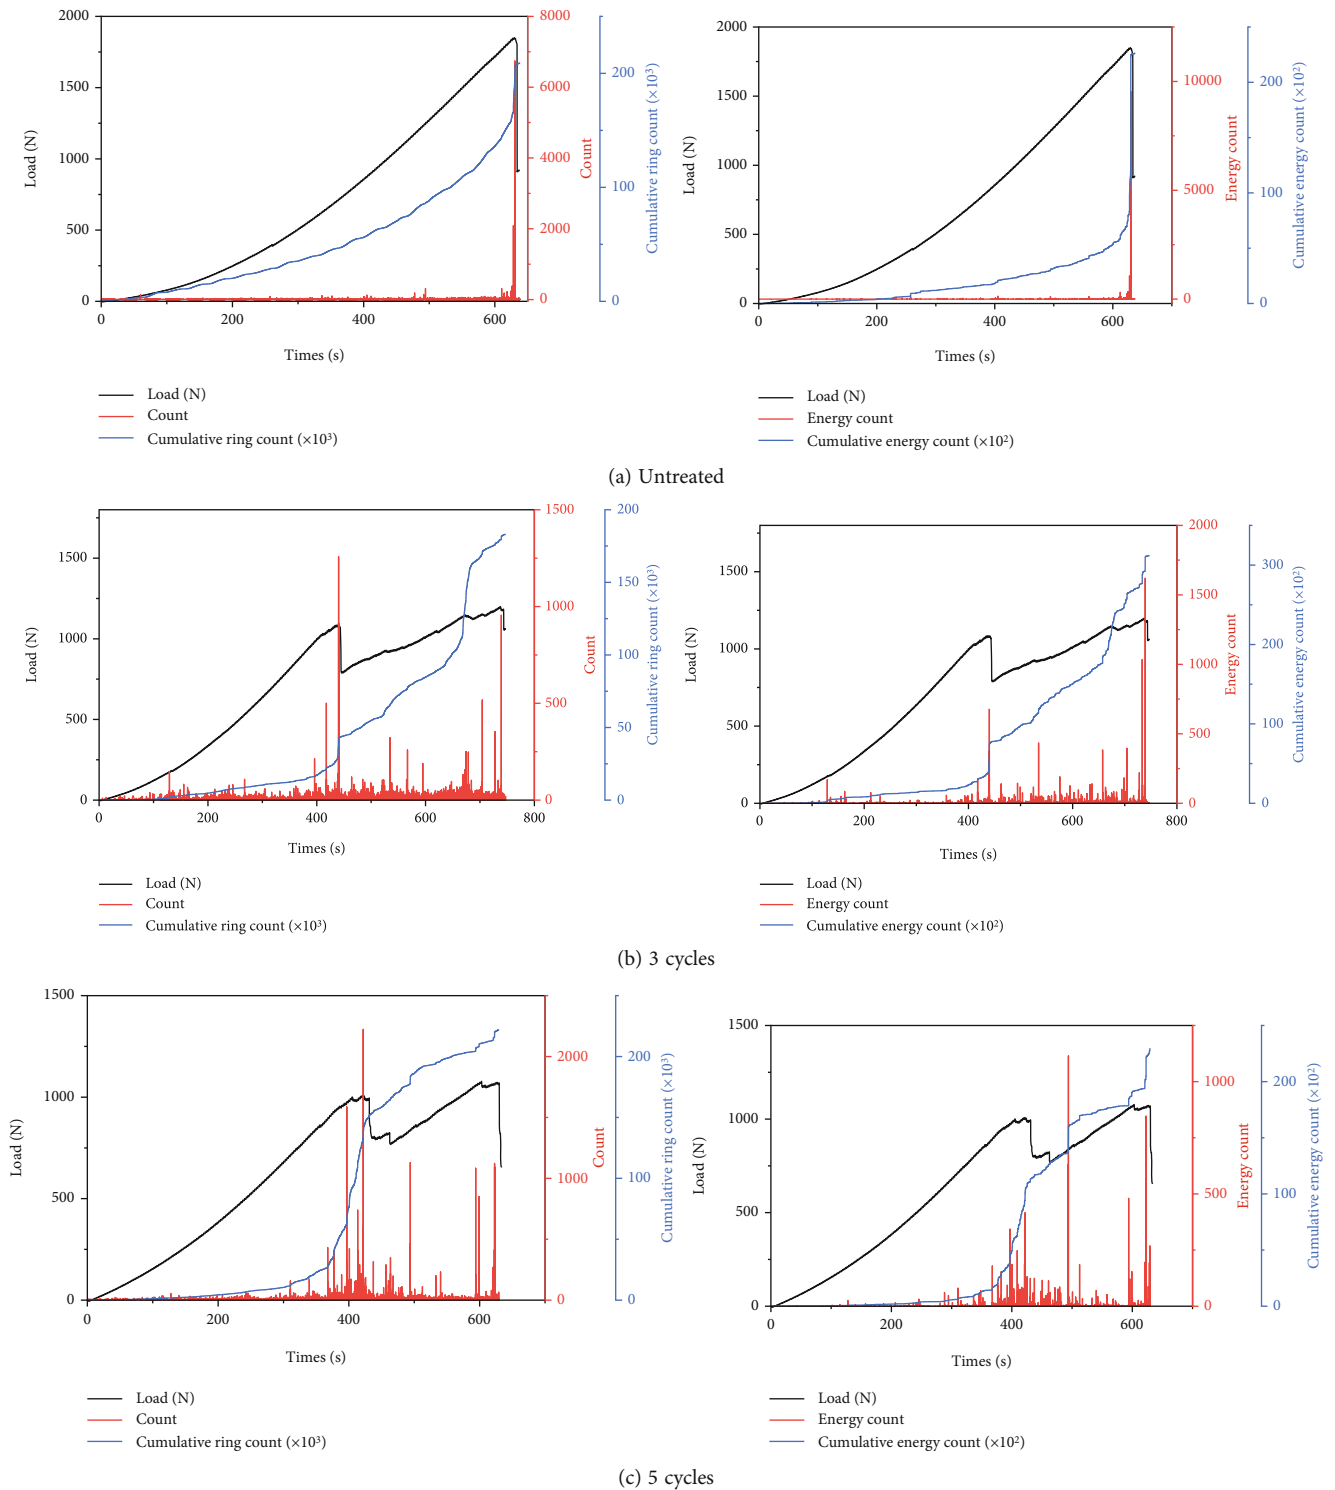 2000
1500
1000
500
0
Load (N)
0
200
400
600
Times (s)
8000
6000
4000
2000
0
Count
200
100
0
Cumulative ring count (×10³)
Load (N)
Count
Cumulative ring count (×10³)
2000
1500
1000
500
0
Load (N)
0
200
400
600
Times (s)
10000
5000
0
Energy count
200
100
0
Cumulative energy count (×10²)
Load (N)
Energy count
Cumulative energy count (×10²)
(a) Untreated
1500
1000
500
0
Load (N)
0
200
400
600
800
Times (s)
1500
1000
500
0
Count
200
150
100
50
0
Cumulative ring count (×10³)
Load (N)
Count
Cumulative ring count (×10³)
1500
1000
500
0
Load (N)
0
200
400
600
800
Times (s)
2000
1500
1000
500
0
Energy count
300
200
100
0
Cumulative energy count (×10²)
Load (N)
Energy count
Cumulative energy count (×10²)
(b) 3 cycles
1500
1000
500
0
Load (N)
0
200
400
600
Times (s)
2000
1000
0
Count
200
100
0
Cumulative ring count (×10³)
Load (N)
Count
Cumulative ring count (×10³)
1500
1000
500
0
Load (N)
0
200
400
600
Times (s)
1000
500
0
Energy count
200
100
0
Cumulative energy count (×10²)
Load (N)
Energy count
Cumulative energy count (×10²)
(c) 5 cycles